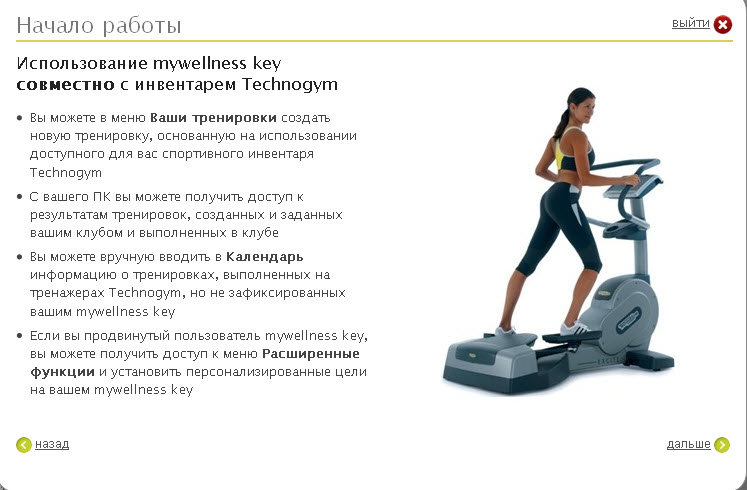 Начало работы
выйти
Использование mywellness key
совместно с инвентарем Technogym
Вы можете в меню Ваши тренировки создать
новую тренировку, основанную на использовании
доступного для вас спортивного инвентаря
Technogym
С вашего ПК вы можете получить доступ к
результатам тренировок, созданных и заданных
вашим клубом и выполненных в клубе
Вы можете вручную вводить в Календарь
информацию о тренировках, выполненных на
тренажерах Technogym, но не зафиксированных
вашим mywellness key
Если вы продвинутый пользователь mywellness key,
вы можете получить доступ к меню Расширенные
функции и установить персонализированные цели
на вашем mywellness key
назад
дальше